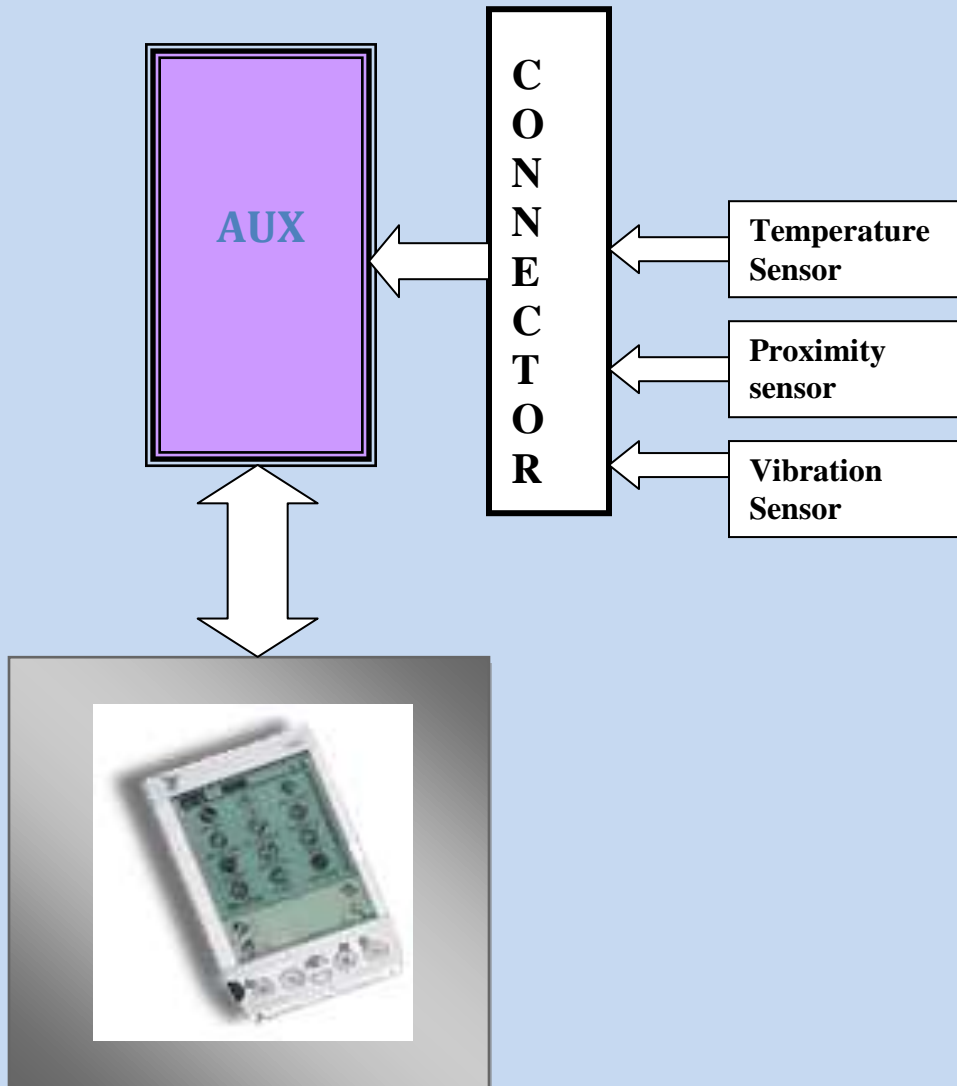 AUX
C
O
N
N
E
C
T
O
R
Temperature
Sensor
Proximity
sensor
Vibration
Sensor